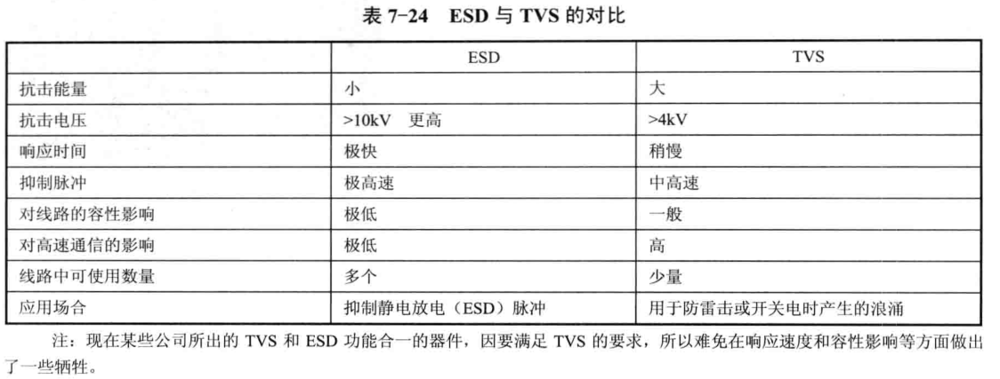 表 7-24 ESD 与 TVS 的对比
ESD TVS
抗击能量 小 大
抗击电压 >10kV 更高 >4kV
响应时间 极快 稍慢
抑制脉冲 极高速 中高速
对线路的容性影响 极低 一般
对高速通信的影响 极低 高
线路中可使用数量 多个 少量
应用场合 抑制静电放电（ESD）脉冲 用于防雷击或开关电时产生的浪涌
注：现在某些公司所出的 TVS 和 ESD 功能合一的器件，因要满足 TVS 的要求，所以难免在响应速度和容性影响等方面做出
了一些牺牲。